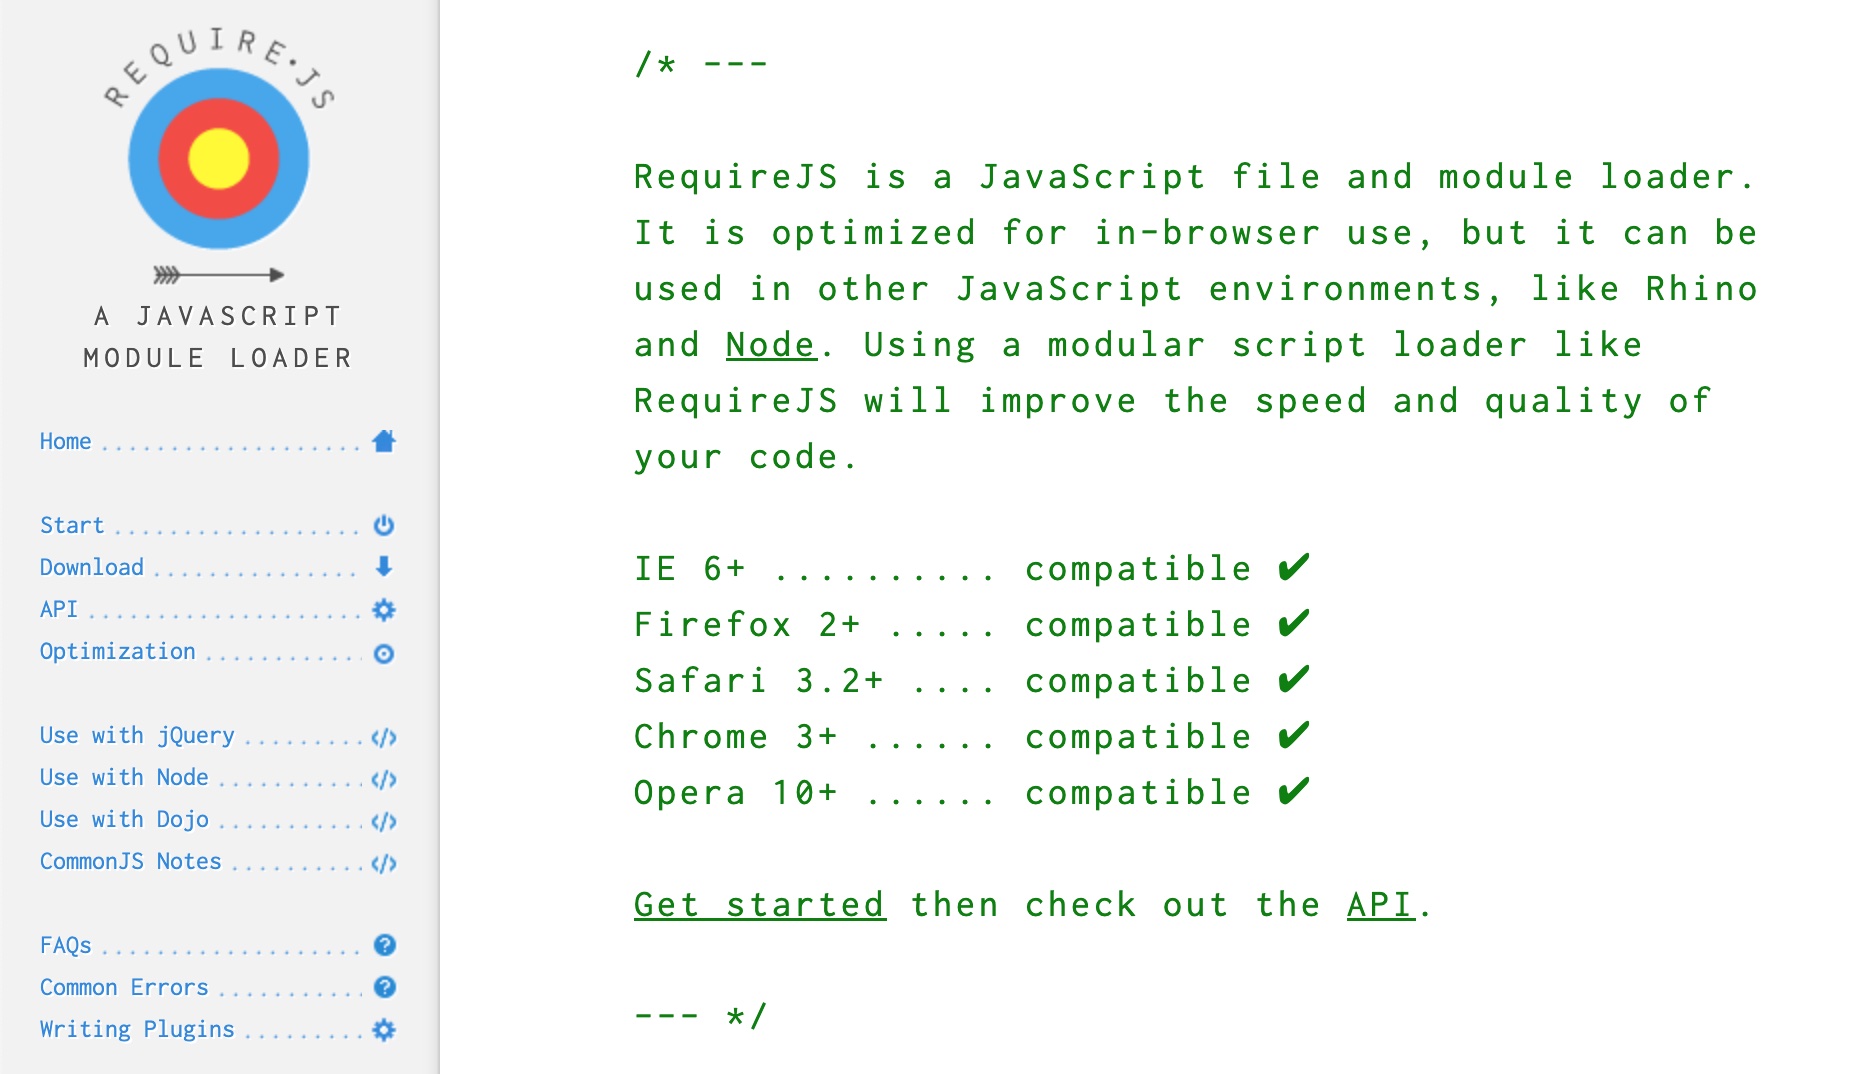 REQUIRE·JS
A JAVASCRIPT
MODULE LOADER
Home ...................
Start ..................
Download ...............
API ....................
Optimization ............
Use with jQuery .........
Use with Node ...........
Use with Dojo ...........
CommonJS Notes ..........
FAQs ...................
Common Errors ...........
Writing Plugins .........
/* ---
RequireJS is a JavaScript file and module loader.
It is optimized for in-browser use, but it can be
used in other JavaScript environments, like Rhino
and Node. Using a modular script loader like
RequireJS will improve the speed and quality of
your code.
IE 6+ .......... compatible ✔
Firefox 2+ ..... compatible ✔
Safari 3.2+ .... compatible ✔
Chrome 3+ ...... compatible ✔
Opera 10+ ...... compatible ✔
Get started then check out the API.
--- */